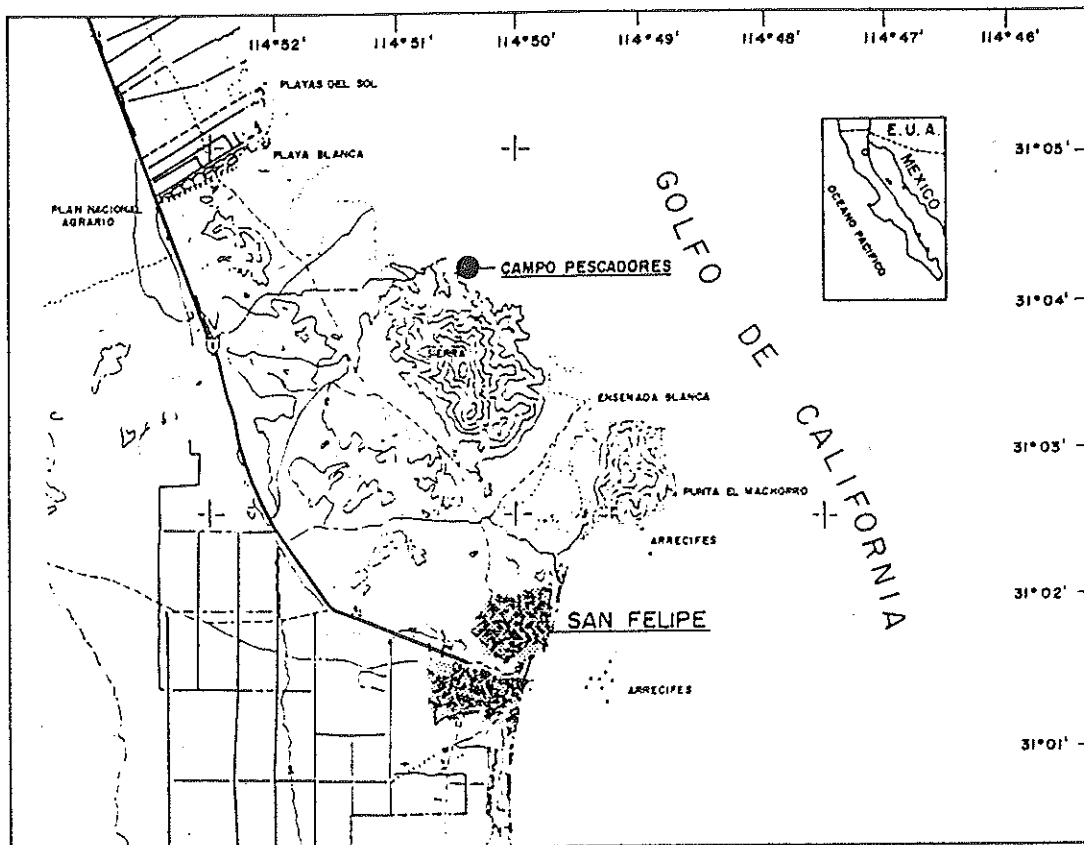 114°52'
114°51'
114°50'
114°49'
114°48'
114°47'
114°46'
PLAYAS DEL SOL
PLAYA BLANCA
PLAN NACIONAL
AGRARIO
CAMPO PESCADORES
SIERRA
ENSENADA BLANCA
PUNTA EL MACHORRO
ARRECIFES
SAN FELIPE
ARRECIFES
GOLFO
DE
CALIFORNIA
E.U.A.
MEXICO
OCEANO PACIFICO
31°05'
31°04'
31°03'
31°02'
31°01'